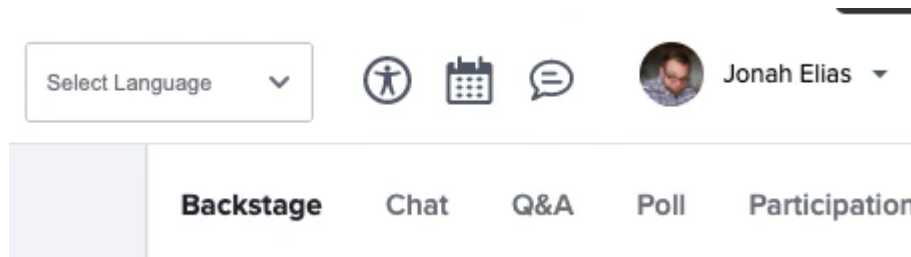 Select Language Jonah Elias
Backstage Chat Q&A Poll Participation